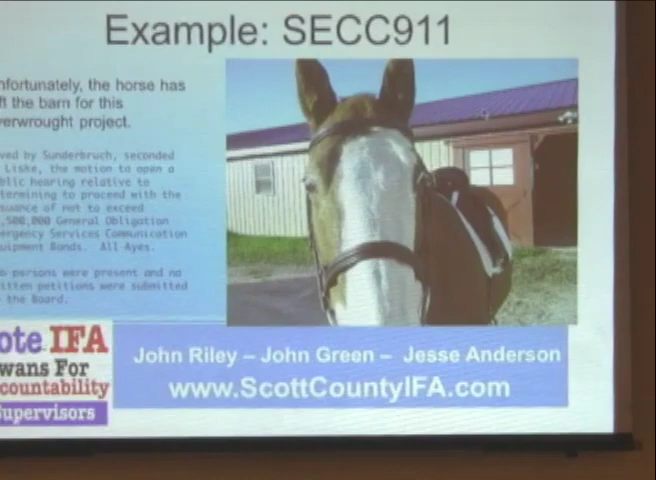 Example: SECC911
nfortunately, the horse has
ft the barn for this
verwrought project.
ved by Sunderbruch, seconded
Liske, the motion to open a
blic hearing relative to
termining to proceed with the
suance of not to exceed
,500,000 General Obligation
ergency Services Communication
uipment Bonds. All Ayes.
persons were present and no
itten petitions were submitted
the Board.
ote IFA
wans For
ccountability
Supervisors
John Riley – John Green – Jesse Anderson
www.ScottCountyIFA.com